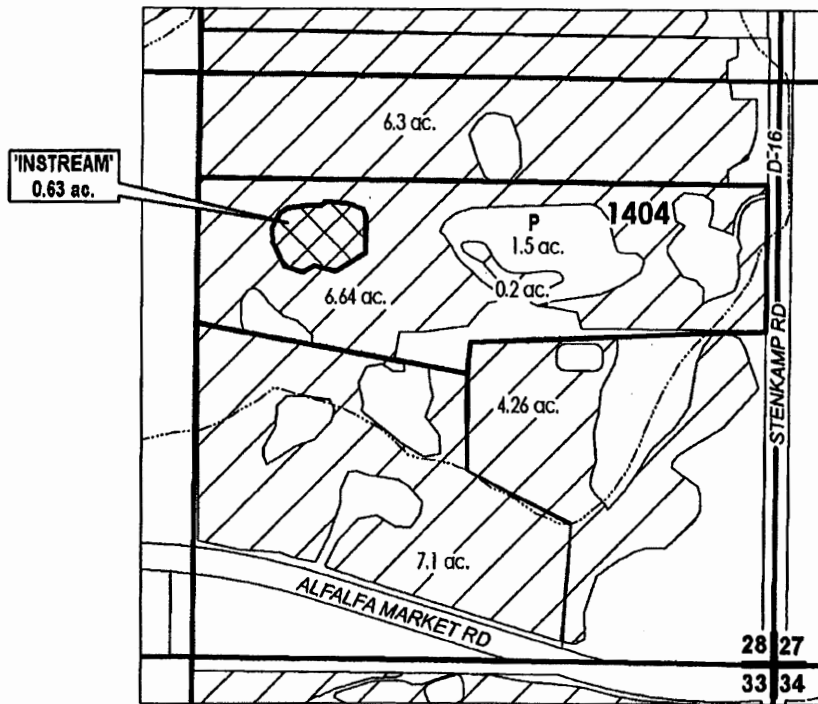 6.3 ac.
D-16
'INSTREAM'
0.63 ac.
P
1.5 ac.
1404
0.2 ac.
6.64 ac.
STENKAMP RD
4.26 ac.
7.1 ac.
ALFALFA MARKET RD
28 27
33 34